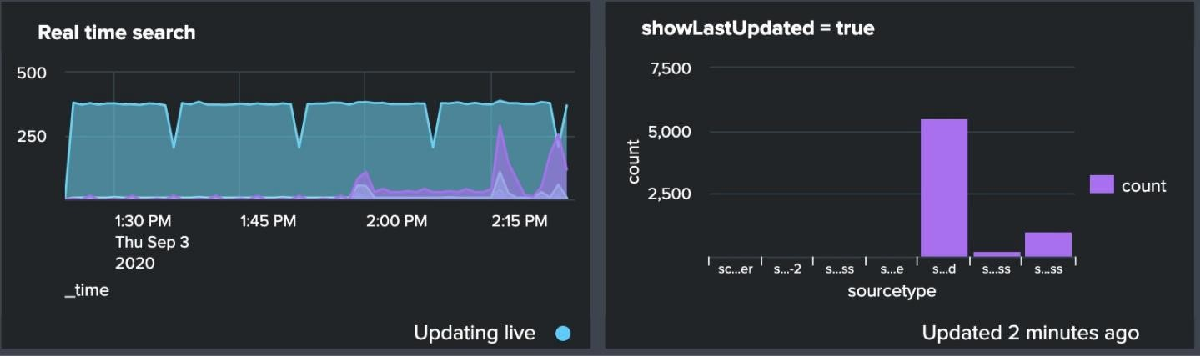 Real time search
500
250
1:30 PM 1:45 PM 2:00 PM 2:15 PM
Thu Sep 3
2020
_time
Updating live
showLastUpdated = true
7,500
5,000
2,500
count
count
sc...er s...-2 s...ss s...e s...d s...ss s...ss
sourcetype
Updated 2 minutes ago